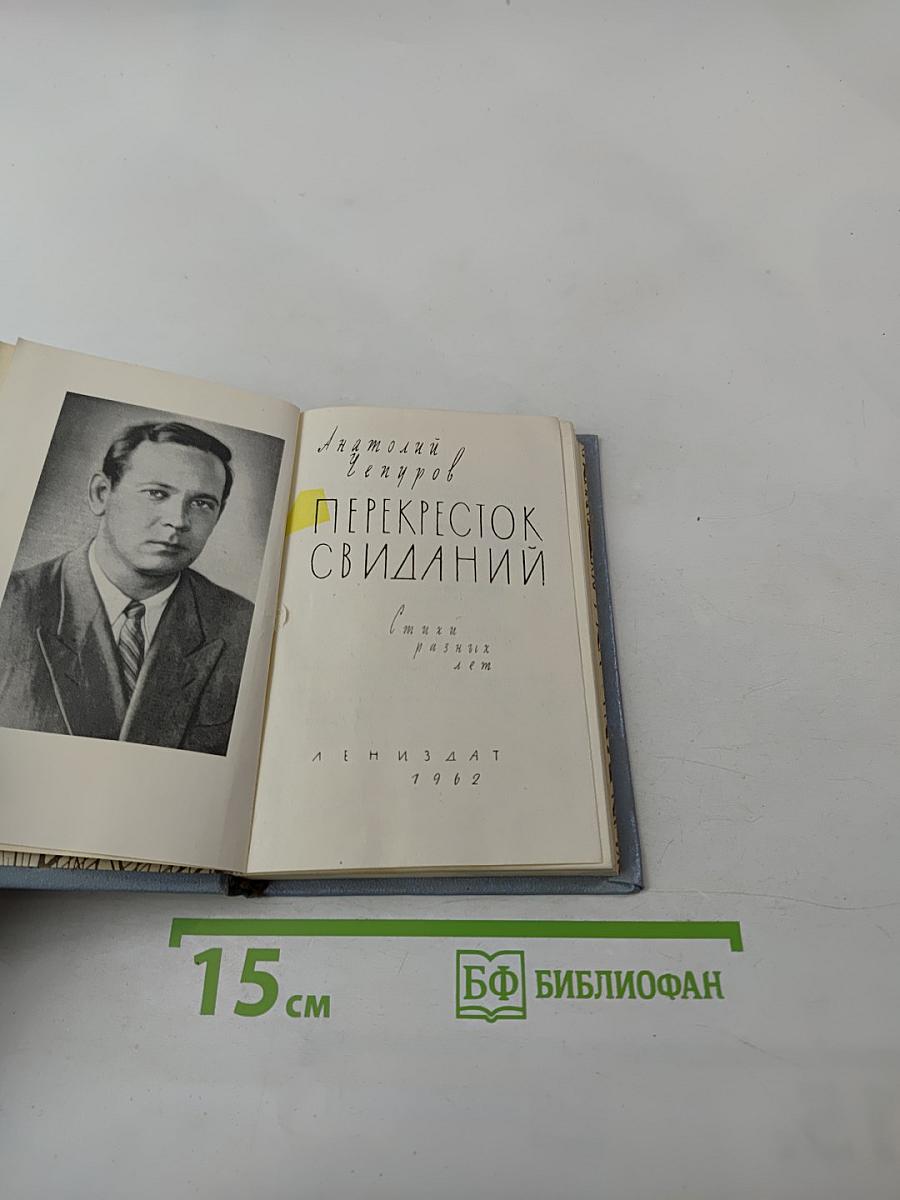 Анатолий
Чепуров
ПЕРЕКРЕСТОК
СВИДАНИЙ
Стихи
разных
лет
ЛЕНИЗДАТ
1962
15 см
БФ БИБЛИОФАН